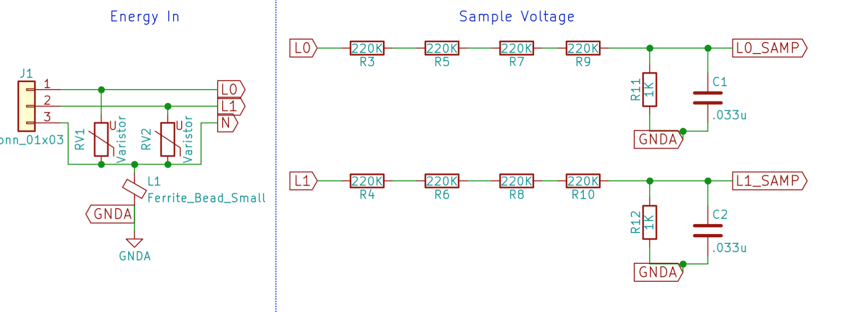 Energy In
Sample Voltage
J1
1
2
3
onn_01x03
L0
L1
N
RV1
U
Varistor
RV2
U
Varistor
L1
Ferrite_Bead_Small
GNDA
GNDA
L0
220K
R3
220K
R5
220K
R7
220K
R9
R11
1K
C1
.033u
L0_SAMP
GNDA
L1
220K
R4
220K
R6
220K
R8
220K
R10
R12
1K
C2
.033u
L1_SAMP
GNDA